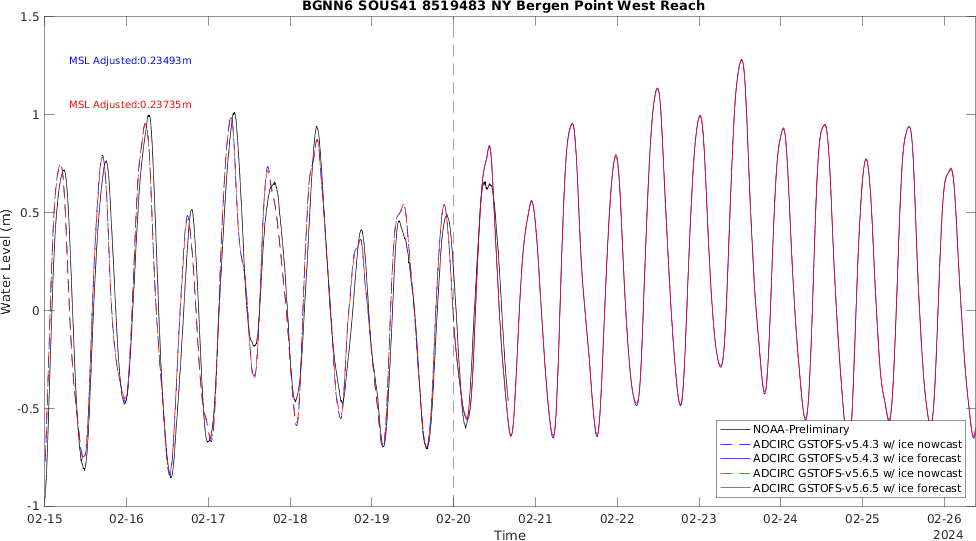 BGNN6 SOUS41 8519483 NY Bergen Point West Reach
1.5
MSL Adjusted:0.23493m
MSL Adjusted:0.23735m
1
0.5
0
-0.5
-1
Water Level (m)
NOAA-Preliminary
ADCIRC GSTOFS-v5.4.3 w/ ice nowcast
ADCIRC GSTOFS-v5.4.3 w/ ice forecast
ADCIRC GSTOFS-v5.6.5 w/ ice nowcast
ADCIRC GSTOFS-v5.6.5 w/ ice forecast
02-15 02-16 02-17 02-18 02-19 02-20 02-21 02-22 02-23 02-24 02-25 02-26
Time
2024